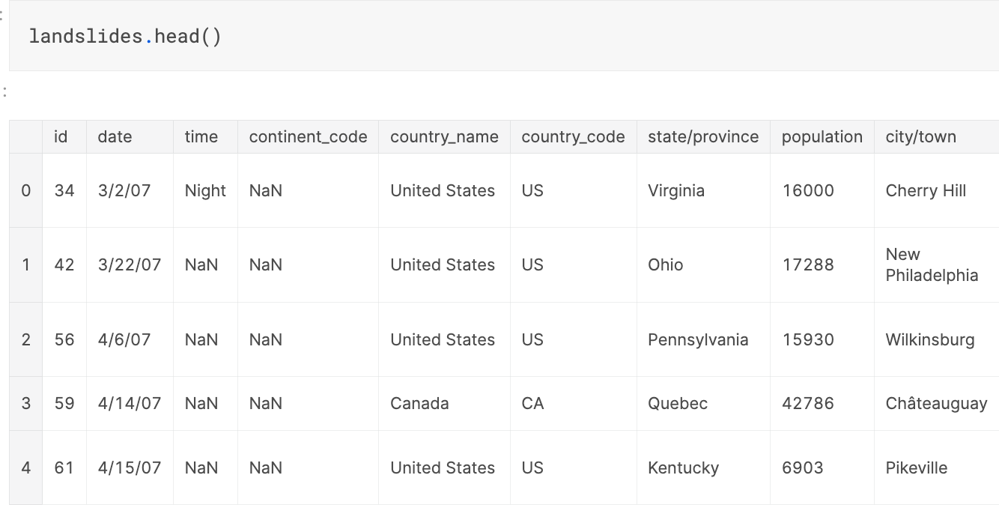 landslides.head()
id date time continent_code country_name country_code state/province population city/town
0 34 3/2/07 Night NaN United States US Virginia 16000 Cherry Hill
1 42 3/22/07 NaN NaN United States US Ohio 17288 New Philadelphia
2 56 4/6/07 NaN NaN United States US Pennsylvania 15930 Wilkinsburg
3 59 4/14/07 NaN NaN Canada CA Quebec 42786 Châteauguay
4 61 4/15/07 NaN NaN United States US Kentucky 6903 Pikeville